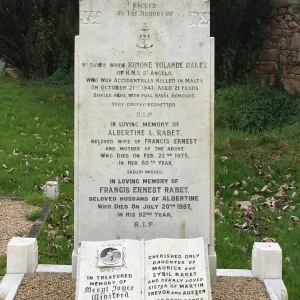 SACRED
TO THE MEMORY OF
WREN SIMONE YOLANDE RABET,
OF H.M.S. ST ANGELO,
WHO WAS ACCIDENTALLY KILLED IN MALTA
ON OCTOBER 21ST 1947, AGED 21 YEARS
BURIED HERE WITH FULL NAVAL HONOURS.
VERY DEEPLY REGRETTED.
R.I.P
IN LOVING MEMORY OF
ALBERTINE L. RABET,
BELOVED WIFE OF FRANCIS ERNEST
AND MOTHER OF THE ABOVE
WHO DIED ON FEB. 22ND 1975,
IN HER 80TH YEAR.
SADLY MISSED.
IN LOVING MEMORY OF
FRANCIS ERNEST RABET,
BELOVED HUSBAND OF ALBERTINE
WHO DIED ON JULY 20TH 1987,
IN HIS 92ND YEAR.
R.I.P.
IN TREASURED
MEMORY OF
Meryl Joyce
Winifred
CHERISHED ONLY
DAUGHTER OF
MAURICE AND
SYBIL RABET
AND DEARLY LOVED
SISTER OF MARTIN
TREVOR AND